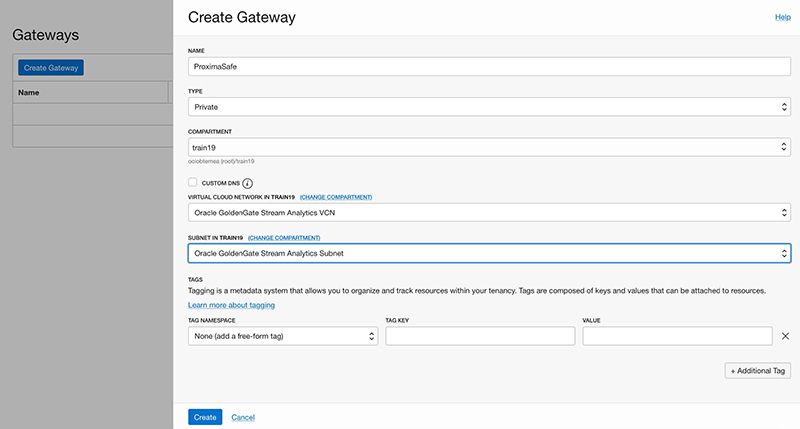 Gateways
Create Gateway
Name
Create Gateway
Help
NAME
ProximaSafe
TYPE
Private
COMPARTMENT
train19
ociobtemea (root)/train19
CUSTOM DNS i
VIRTUAL CLOUD NETWORK IN TRAIN19 (CHANGE COMPARTMENT)
Oracle GoldenGate Stream Analytics VCN
SUBNET IN TRAIN19 (CHANGE COMPARTMENT)
Oracle GoldenGate Stream Analytics Subnet
TAGS
Tagging is a metadata system that allows you to organize and track resources within your tenancy. Tags are composed of keys and values that can be attached to resources.
Learn more about tagging
TAG NAMESPACE TAG KEY VALUE
None (add a free-form tag)
+ Additional Tag
Create Cancel